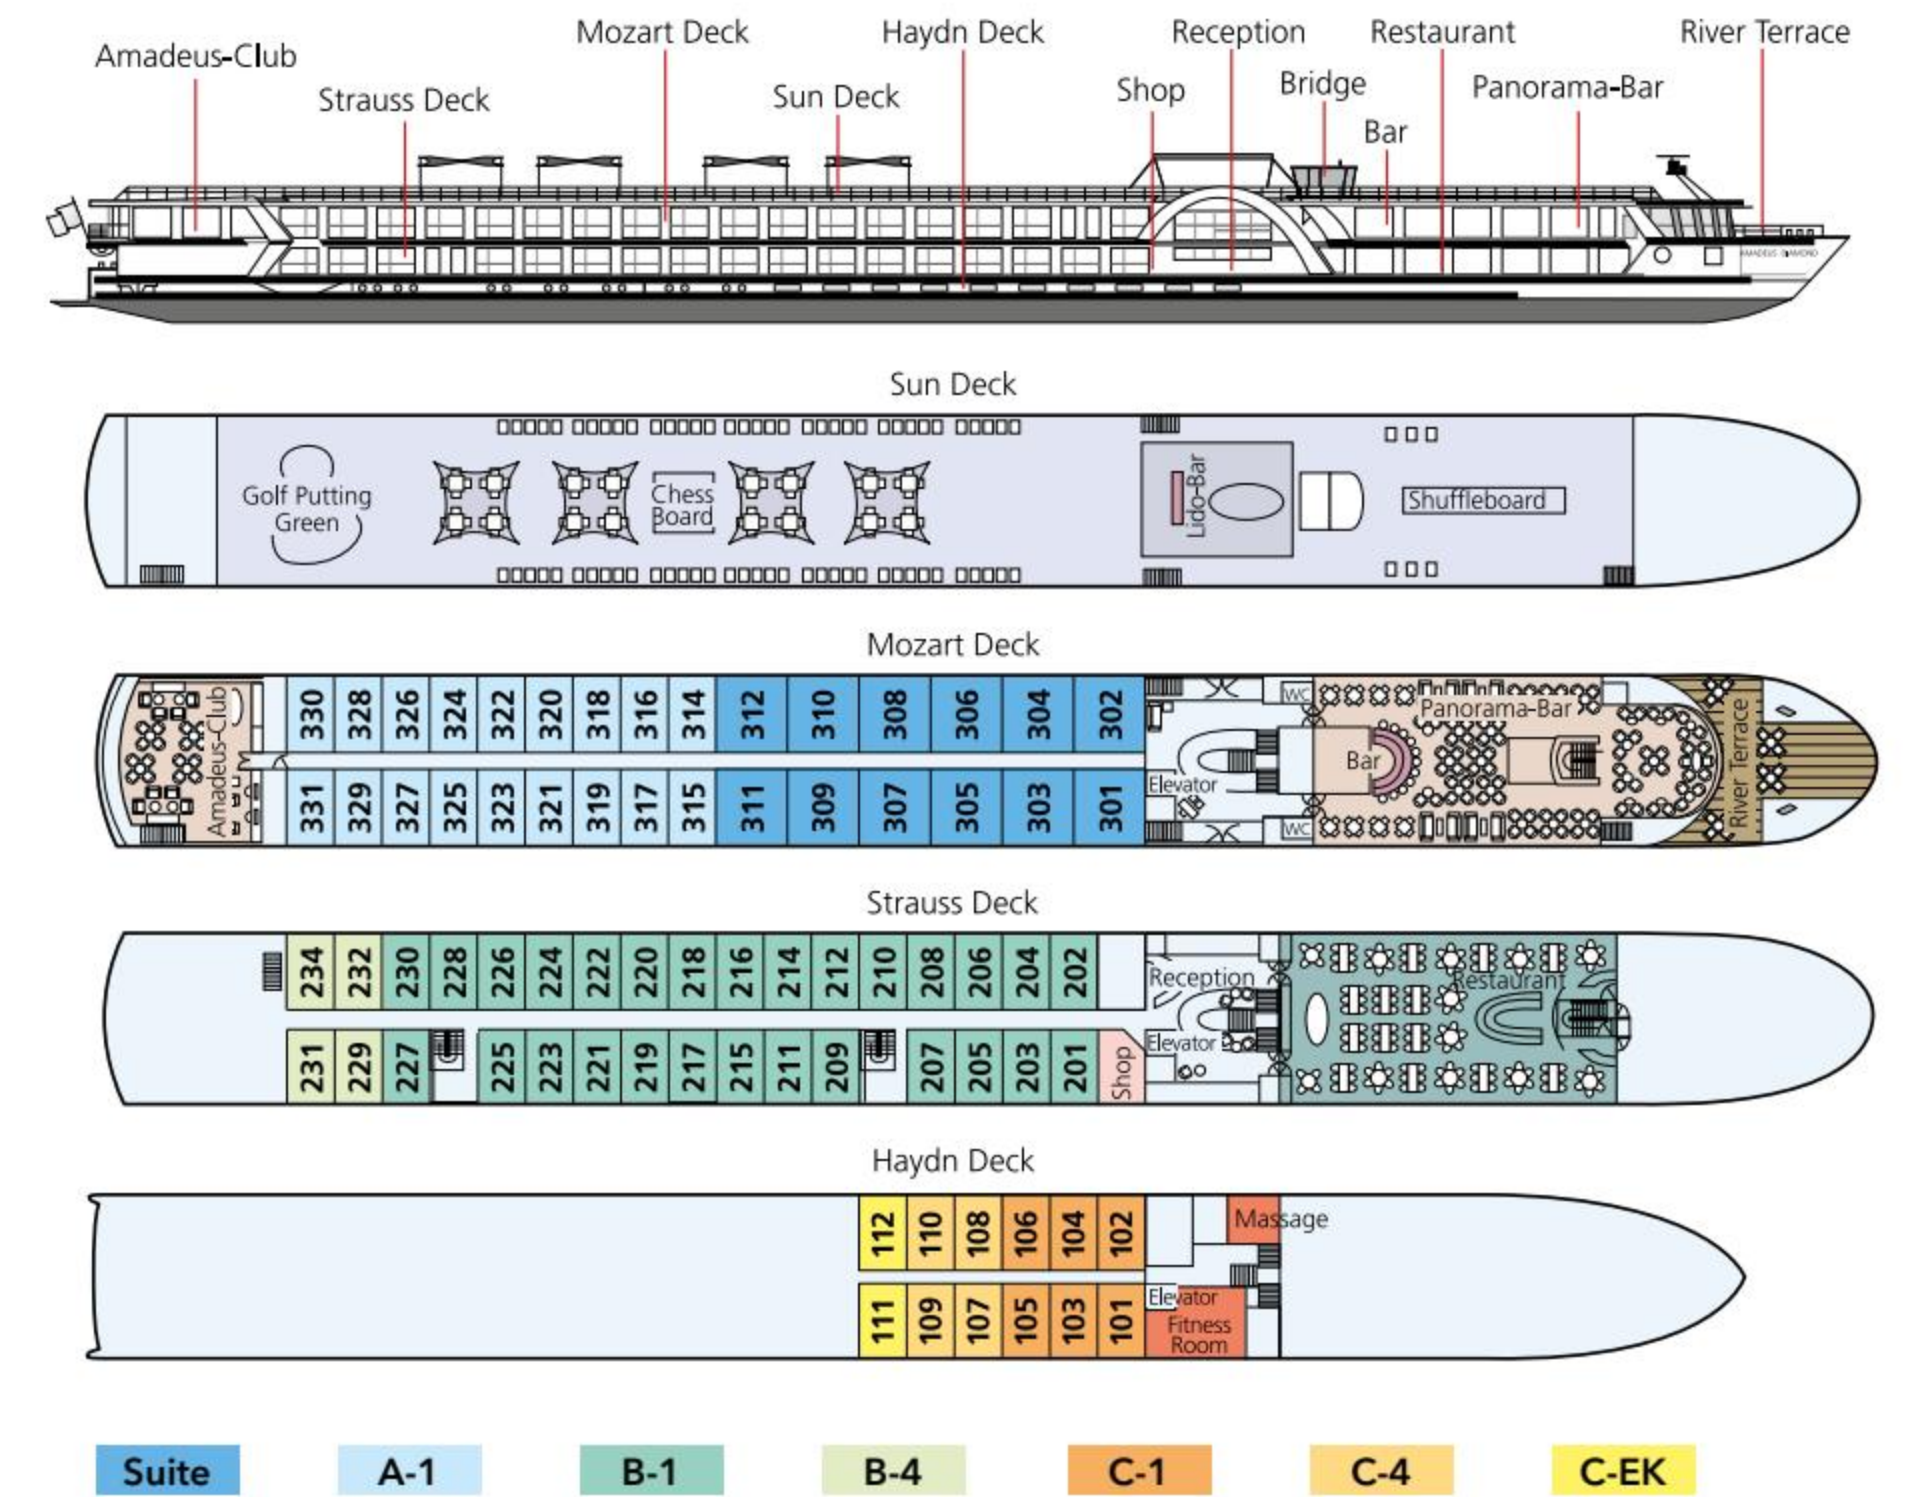 Mozart Deck Haydn Deck Reception Restaurant River Terrace
Amadeus-Club
Strauss Deck Sun Deck Shop Bridge Panorama-Bar
Bar
AMADEUS DIAMOND
Sun Deck
Golf Putting
Green
Chess
Board
Lido-Bar
Shuffleboard
Mozart Deck
Amadeus-Club
330 328 326 324 322 320 318 316 314 312 310 308 306 304 302
331 329 327 325 323 321 319 317 315 311 309 307 305 303 301
WC
Elevator
WC
Bar
Panorama-Bar
River Terrace
Strauss Deck
234 232 230 228 226 224 222 220 218 216 214 212 210 208 206 204 202
231 229 227 225 223 221 219 217 215 211 209 207 205 203 201
Shop
Reception
Elevator
Restaurant
Haydn Deck
112 110 108 106 104 102
111 109 107 105 103 101
Massage
Elevator
Fitness
Room
Suite A-1 B-1 B-4 C-1 C-4 C-EK